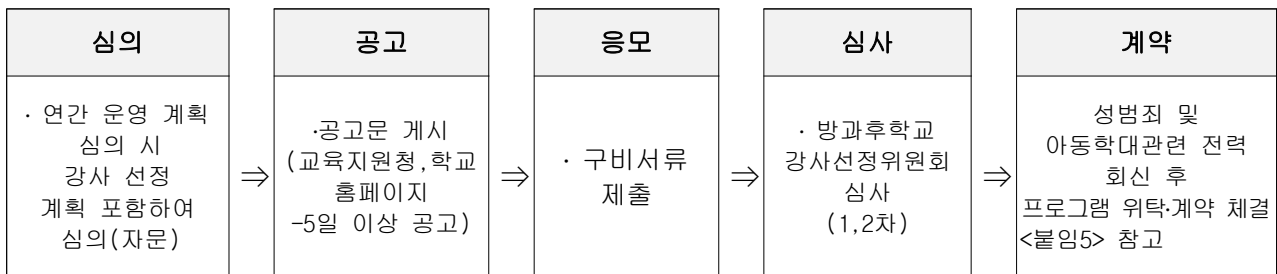 심의
· 연간 운영 계획
심의 시
강사 선정
계획 포함하여
심의(자문)
⇒
공고
·공고문 게시
(교육지원청,학교
홈페이지
-5일 이상 공고)
⇒
응모
· 구비서류
제출
⇒
심사
· 방과후학교
강사선정위원회
심사
(1,2차)
⇒
계약
성범죄 및
아동학대관련 전력
회신 후
프로그램 위탁·계약 체결
<붙임5> 참고